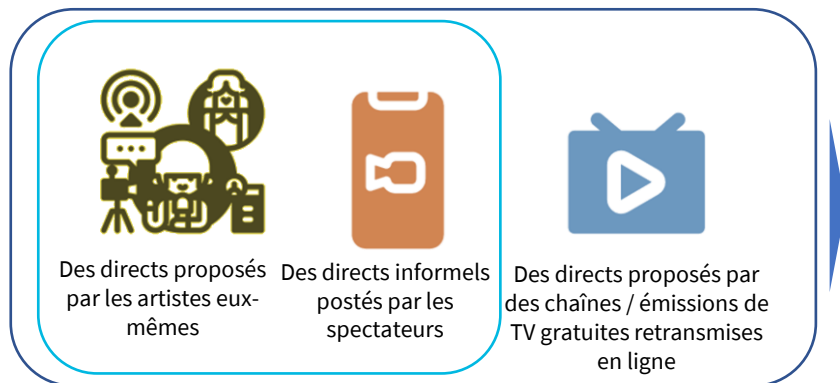 Des directs proposés
par les artistes eux-
mêmes
Des directs informels
postés par les
spectateurs
Des directs proposés par
des chaînes / émissions de
TV gratuites retransmises
en ligne